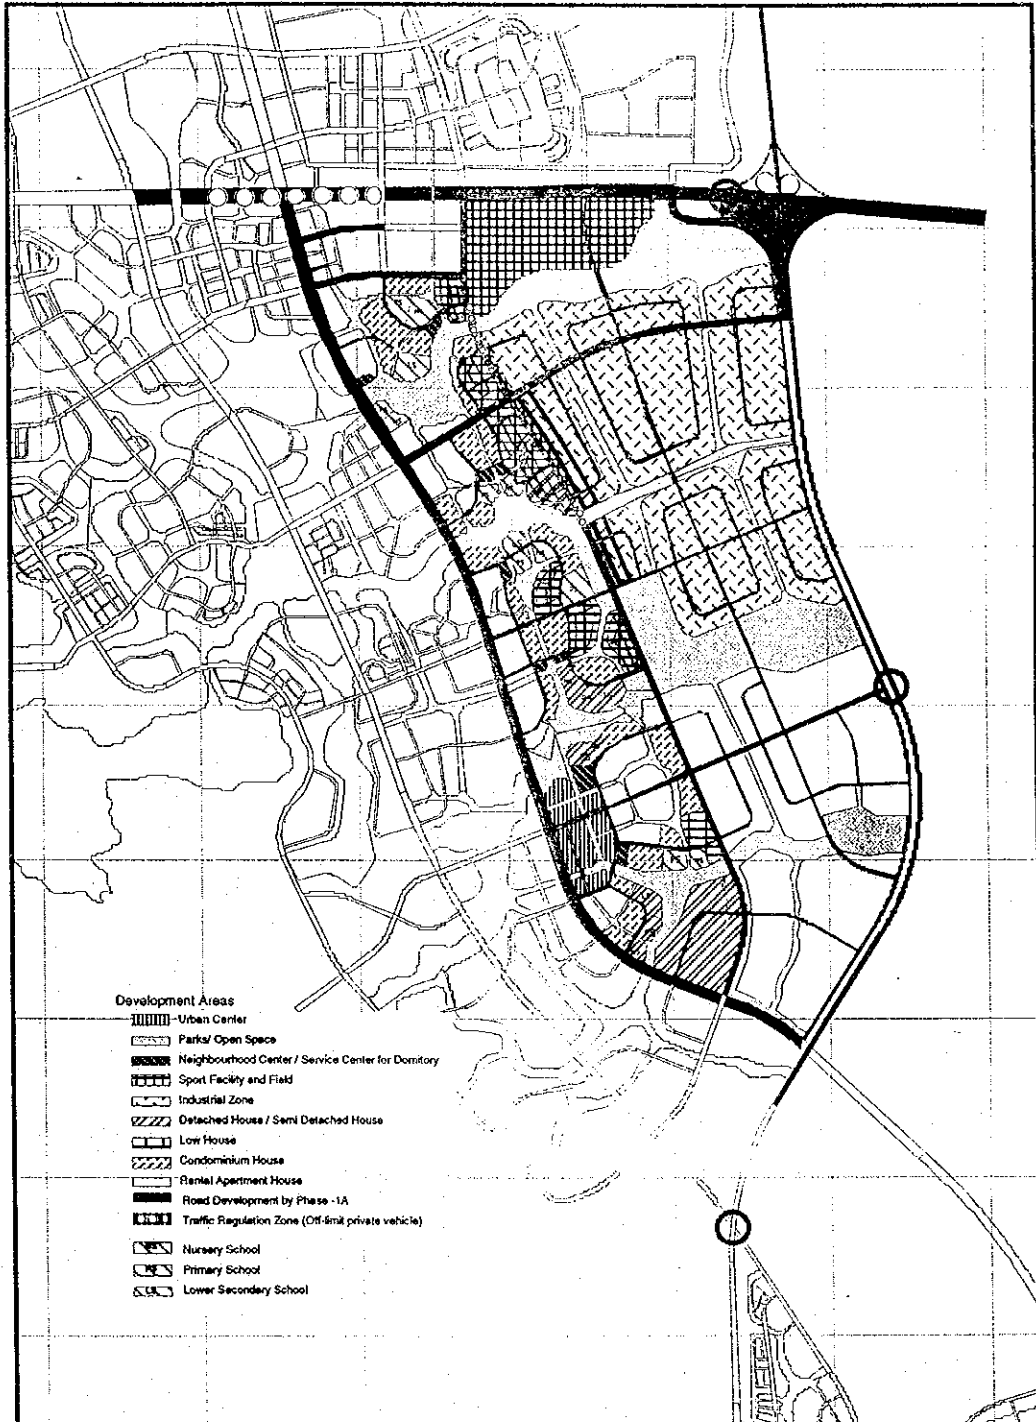 Development Areas
Urban Center
Parks/ Open Space
Neighbourhood Center / Service Center for Dormitory
Sport Facility and Field
Industrial Zone
Detached House / Semi Detached House
Low House
Condominium House
Rental Apartment House
Road Development by Phase -1A
Traffic Regulation Zone (Off-limit private vehicle)
Nursery School
Primary School
Lower Secondary School